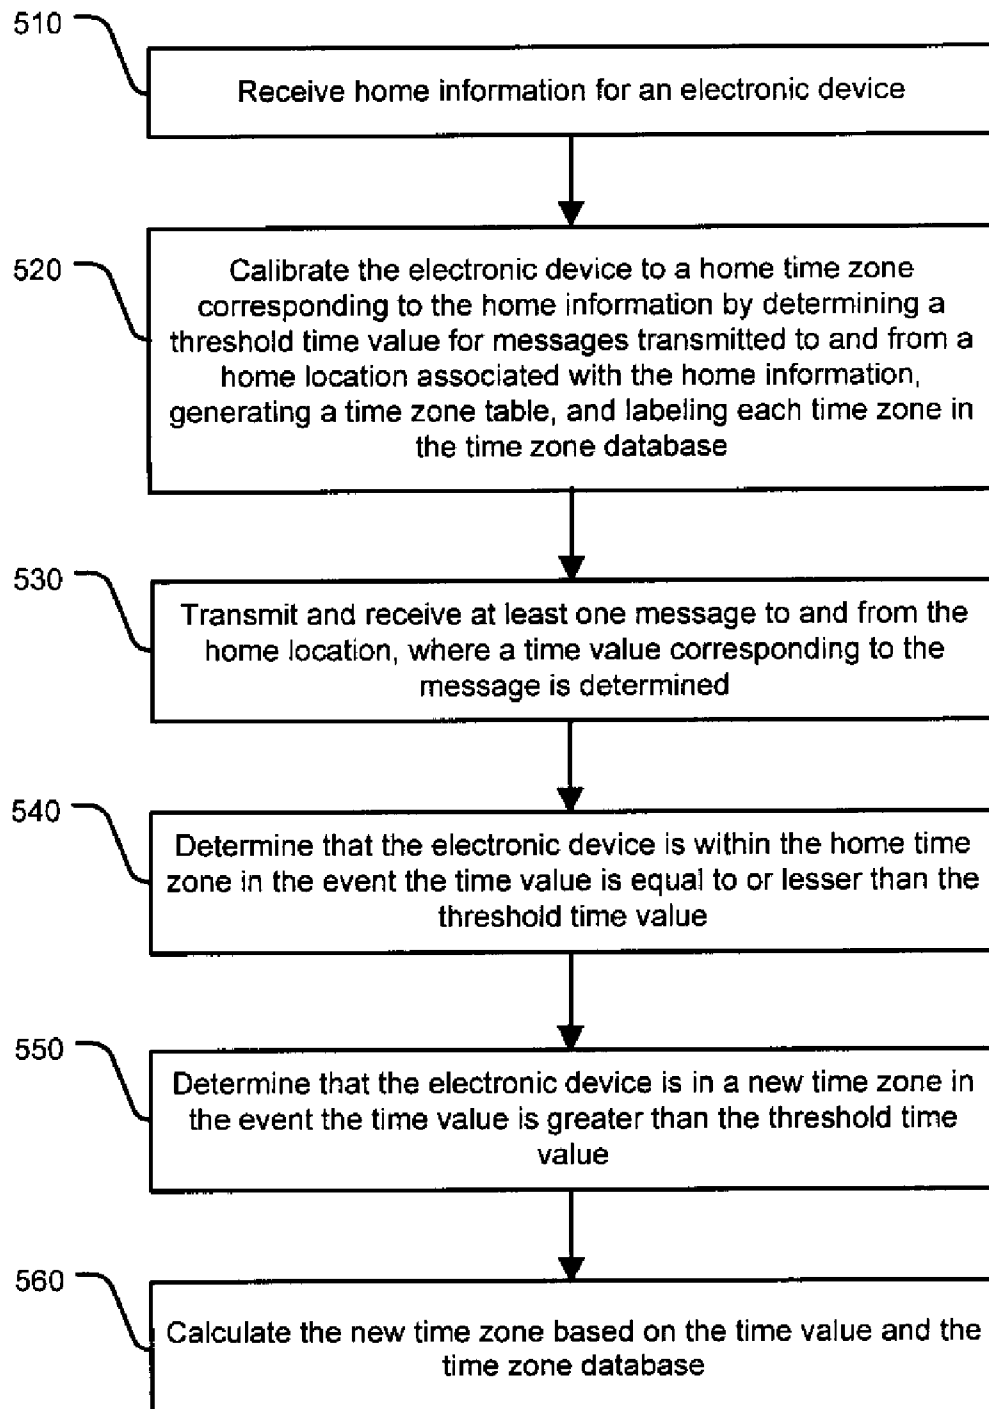 510
Receive home information for an electronic device
520
Calibrate the electronic device to a home time zone
corresponding to the home information by determining a
threshold time value for messages transmitted to and from a
home location associated with the home information,
generating a time zone table, and labeling each time zone in
the time zone database
530
Transmit and receive at least one message to and from the
home location, where a time value corresponding to the
message is determined
540
Determine that the electronic device is within the home time
zone in the event the time value is equal to or lesser than the
threshold time value
550
Determine that the electronic device is in a new time zone in
the event the time value is greater than the threshold time
value
560
Calculate the new time zone based on the time value and the
time zone database